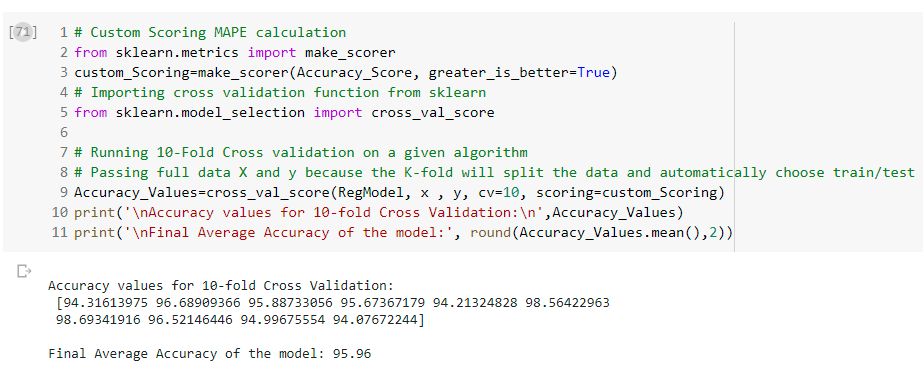 [71] 1 # Custom Scoring MAPE calculation
2 from sklearn.metrics import make_scorer
3 custom_Scoring=make_scorer(Accuracy_Score, greater_is_better=True)
4 # Importing cross validation function from sklearn
5 from sklearn.model_selection import cross_val_score
6
7 # Running 10-Fold Cross validation on a given algorithm
8 # Passing full data X and y because the K-fold will split the data and automatically choose train/test
9 Accuracy_Values=cross_val_score(RegModel, x , y, cv=10, scoring=custom_Scoring)
10 print('\nAccuracy values for 10-fold Cross Validation:\n',Accuracy_Values)
11 print('\nFinal Average Accuracy of the model:', round(Accuracy_Values.mean(),2))
Accuracy values for 10-fold Cross Validation:
[94.31613975 96.68909366 95.88733056 95.67367179 94.21324828 98.56422963
98.69341916 96.52146446 94.99675554 94.07672244]
Final Average Accuracy of the model: 95.96